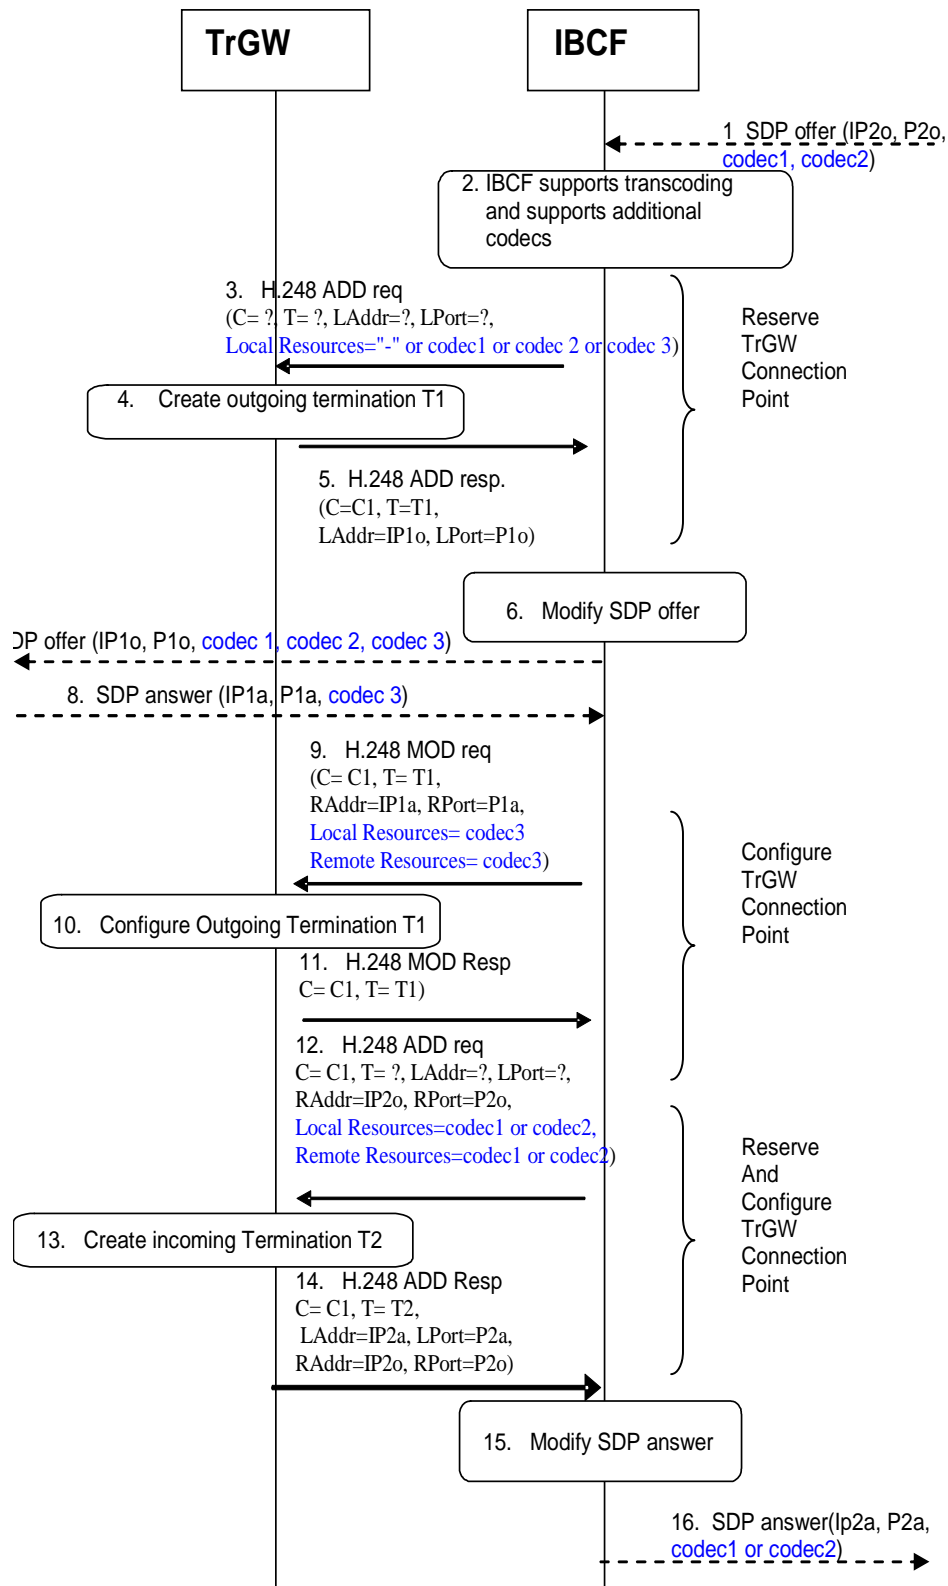 TrGW
IBCF
1 SDP offer (IP2o, P2o,
codec1, codec2)
2. IBCF supports transcoding
and supports additional
codecs
3. H.248 ADD req
(C= ?, T= ?, LAddr=?, LPort=?,
Local Resources="-" or codec1 or codec 2 or codec 3)
Reserve
TrGW
Connection
Point
4. Create outgoing termination T1
5. H.248 ADD resp.
(C=C1, T=T1,
LAddr=IP1o, LPort=P1o)
6. Modify SDP offer
DP offer (IP1o, P1o, codec 1, codec 2, codec 3)
8. SDP answer (IP1a, P1a, codec 3)
9. H.248 MOD req
(C= C1, T= T1,
RAddr=IP1a, RPort=P1a,
Local Resources= codec3
Remote Resources= codec3)
Configure
TrGW
Connection
Point
10. Configure Outgoing Termination T1
11. H.248 MOD Resp
C= C1, T= T1)
12. H.248 ADD req
C= C1, T= ?, LAddr=?, LPort=?,
RAddr=IP2o, RPort=P2o,
Local Resources=codec1 or codec2,
Remote Resources=codec1 or codec2)
Reserve
And
Configure
TrGW
Connection
Point
13. Create incoming Termination T2
14. H.248 ADD Resp
C= C1, T= T2,
LAddr=IP2a, LPort=P2a,
RAddr=IP2o, RPort=P2o)
15. Modify SDP answer
16. SDP answer(Ip2a, P2a,
codec1 or codec2)